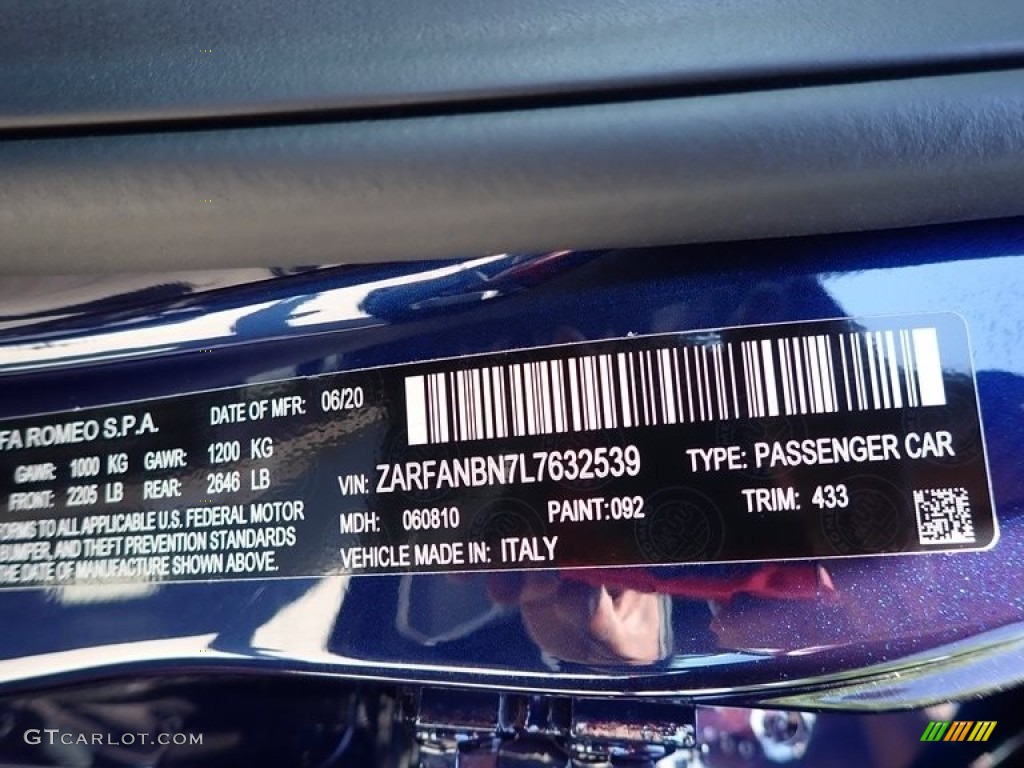 FA ROMEO S.P.A. DATE OF MFR: 06/20
GAWR: 1000 KG GAWR: 1200 KG
FRONT: 2205 LB REAR: 2646 LB
FORMS TO ALL APPLICABLE U.S. FEDERAL MOTOR
BUMPER, AND THEFT PREVENTION STANDARDS
THE DATE OF MANUFACTURE SHOWN ABOVE.
VIN: ZARFANBN7L7632539 TYPE: PASSENGER CAR
MDH: 060810 PAINT:092 TRIM: 433
VEHICLE MADE IN: ITALY
GTCARLOT.COM